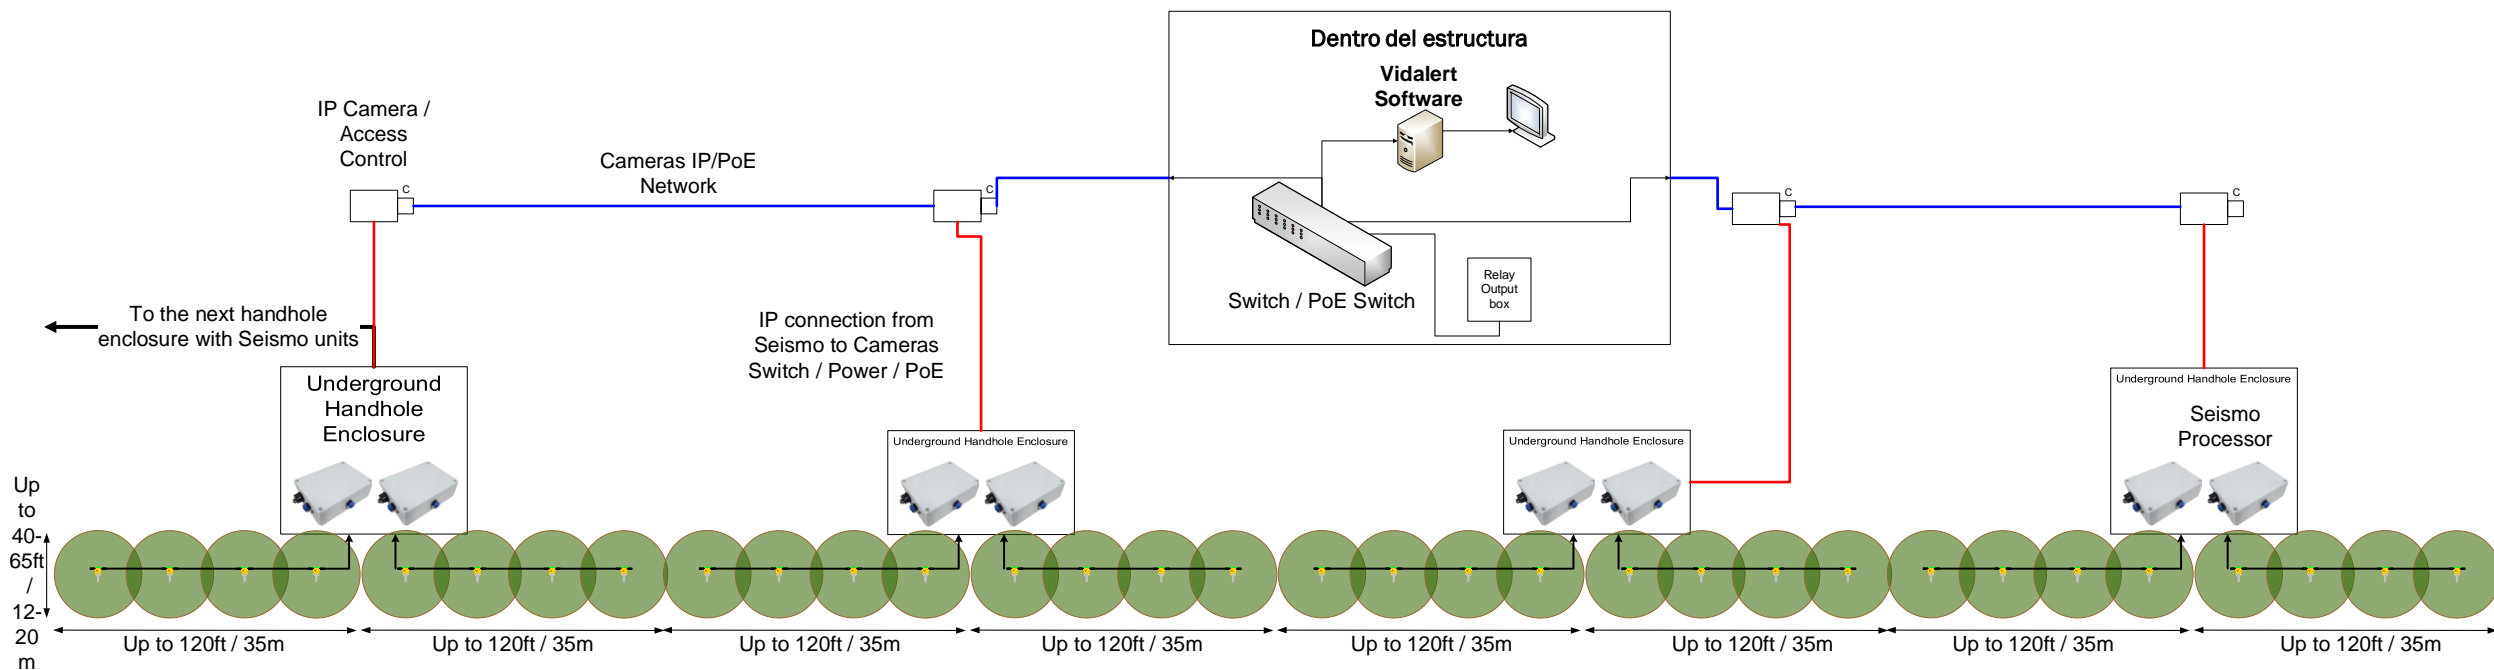 Dentro del estructura
Vidalert
Software
IP Camera /
Access
Control
Cameras IP/PoE
Network
C
C
C
C
Relay
Output
box
Switch / PoE Switch
To the next handhole
enclosure with Seismo units
IP connection from
Seismo to Cameras
Switch / Power / PoE
Underground
Handhole
Enclosure
Underground Handhole Enclosure
Underground Handhole Enclosure
Underground Handhole Enclosure
Seismo
Processor
Up
to
40-
65ft
/
12-
20
m
Up to 120ft / 35m
Up to 120ft / 35m
Up to 120ft / 35m
Up to 120ft / 35m
Up to 120ft / 35m
Up to 120ft / 35m
Up to 120ft / 35m
Up to 120ft / 35m